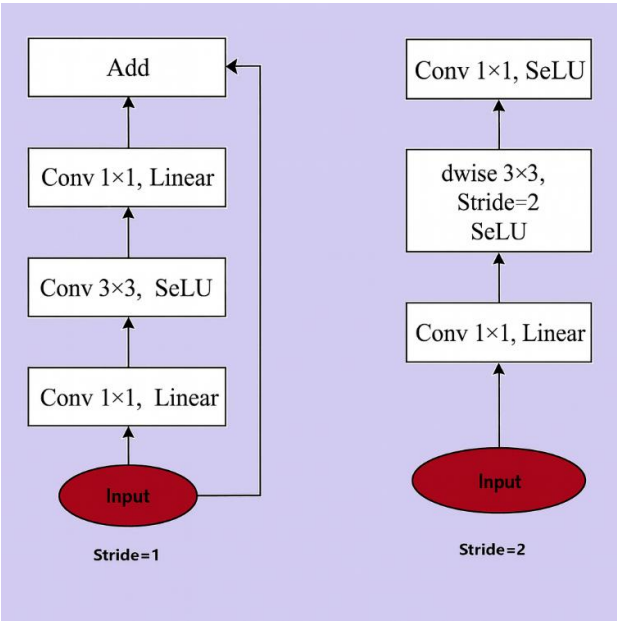 Add
Conv 1×1, Linear
Conv 3×3, SeLU
Conv 1×1, Linear
Input
Stride=1
Conv 1×1, SeLU
dwise 3×3,
Stride=2
SeLU
Conv 1×1, Linear
Input
Stride=2